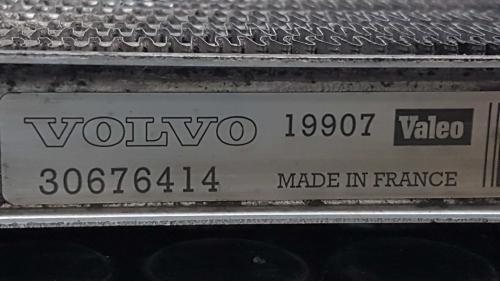 VOLVO 19907 Valeo
30676414 MADE IN FRANCE